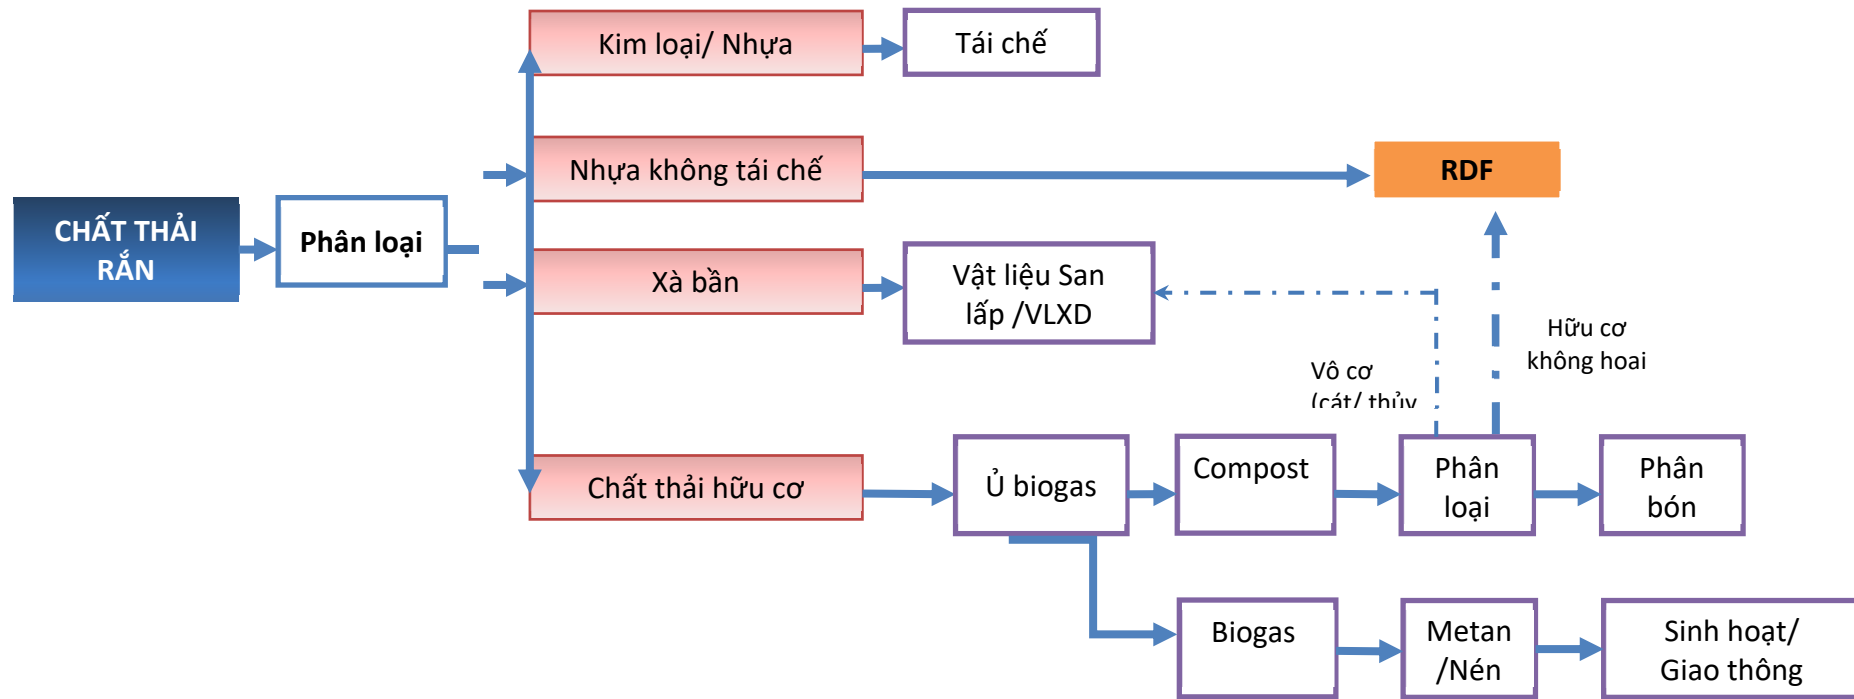 Kim loại/ Nhựa
Tái chế
Nhựa không tái chế
RDF
CHẤT THẢI
RẮN
Phân loại
Xà bần
Vật liệu San
lấp /VLXD
Hữu cơ
không hoai
Vô cơ
(cát/ thủy
Chất thải hữu cơ
Ủ biogas
Compost
Phân
loại
Phân
bón
Biogas
Metan
/Nén
Sinh hoạt/
Giao thông